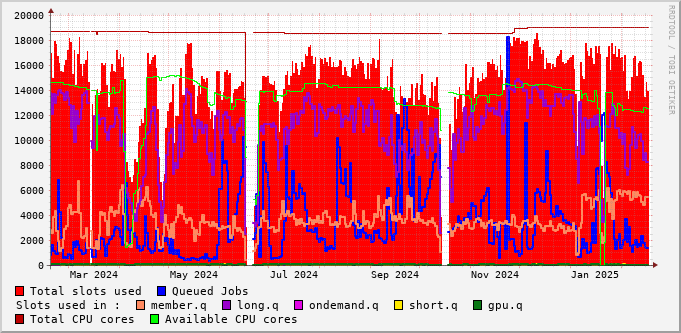 20000
18000
16000
14000
12000
10000
8000
6000
4000
2000
0
Mar 2024 May 2024 Jul 2024 Sep 2024 Nov 2024 Jan 2025
RRDTOOL / TOBI OETIKER
Total slots used Queued Jobs
Slots used in : member.q long.q ondemand.q short.q gpu.q
Total CPU cores Available CPU cores